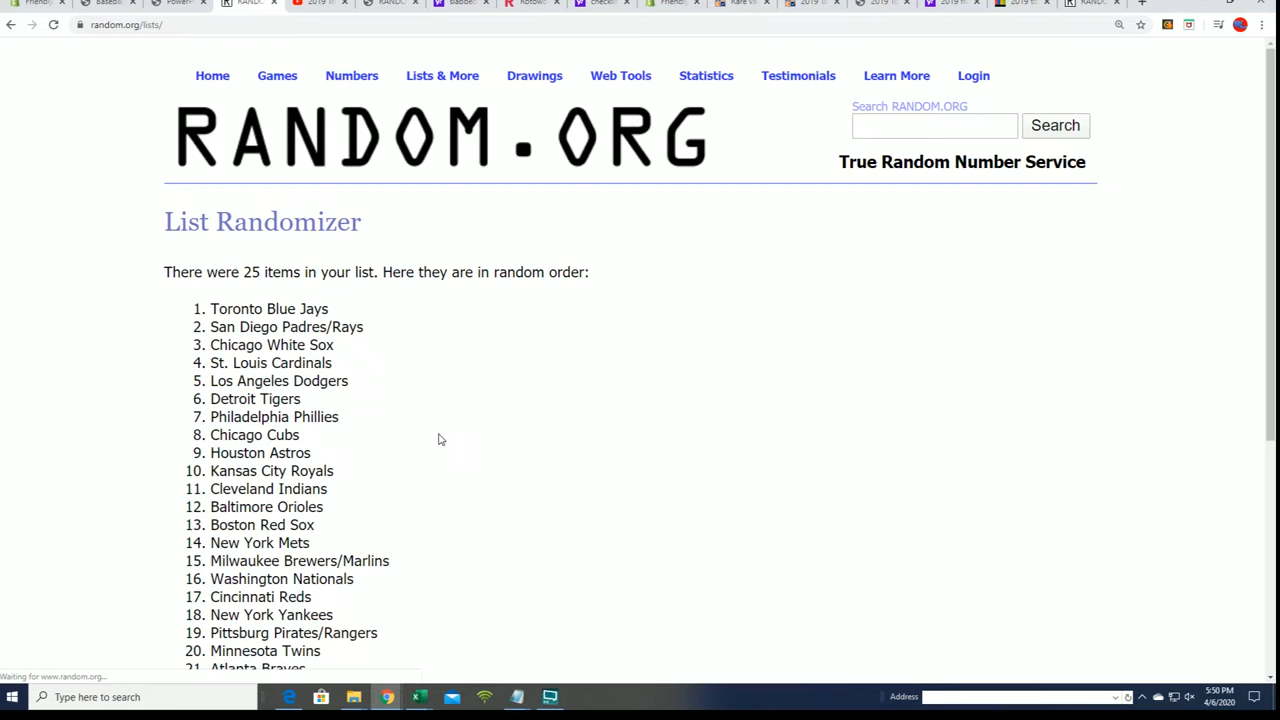 random.org/lists/
Home Games Numbers Lists & More Drawings Web Tools Statistics Testimonials Learn More Login
RANDOM.ORG
Search RANDOM.ORG
Search
True Random Number Service
List Randomizer
There were 25 items in your list. Here they are in random order:
1. Toronto Blue Jays
2. San Diego Padres/Rays
3. Chicago White Sox
4. St. Louis Cardinals
5. Los Angeles Dodgers
6. Detroit Tigers
7. Philadelphia Phillies
8. Chicago Cubs
9. Houston Astros
10. Kansas City Royals
11. Cleveland Indians
12. Baltimore Orioles
13. Boston Red Sox
14. New York Mets
15. Milwaukee Brewers/Marlins
16. Washington Nationals
17. Cincinnati Reds
18. New York Yankees
19. Pittsburg Pirates/Rangers
20. Minnesota Twins
21. Atlanta Braves
Waiting for www.random.org...
Type here to search
Address
5:50 PM
4/6/2020